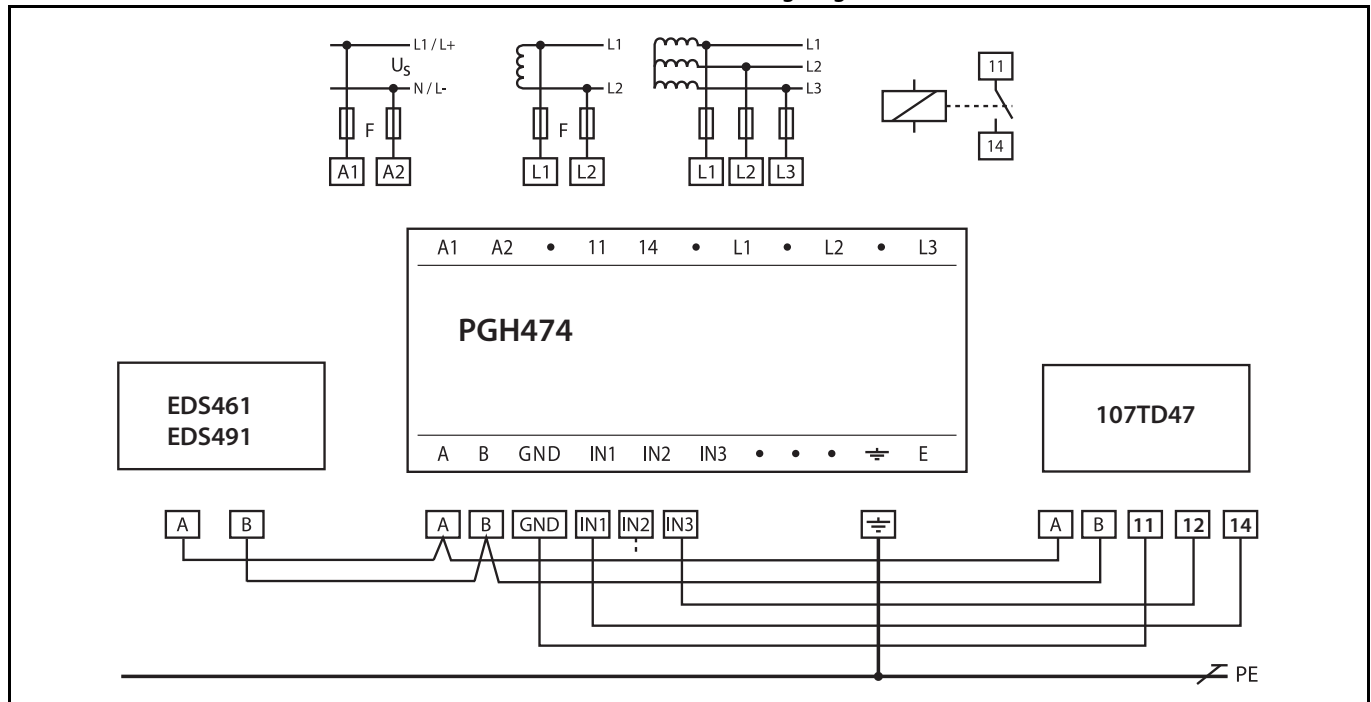 L1 / L+
US
N / L-
F
A1 A2
L1
L2
F
L1 L2
L1
L2
L3
L1 L2 L3
11
14
A1 A2 • 11 14 • L1 • L2 • L3
PGH474
A B GND IN1 IN2 IN3 • • • ⏚ E
EDS461
EDS491
107TD47
A B
A B GND IN1 IN2 IN3 ⏚
A B 11 12 14
PE